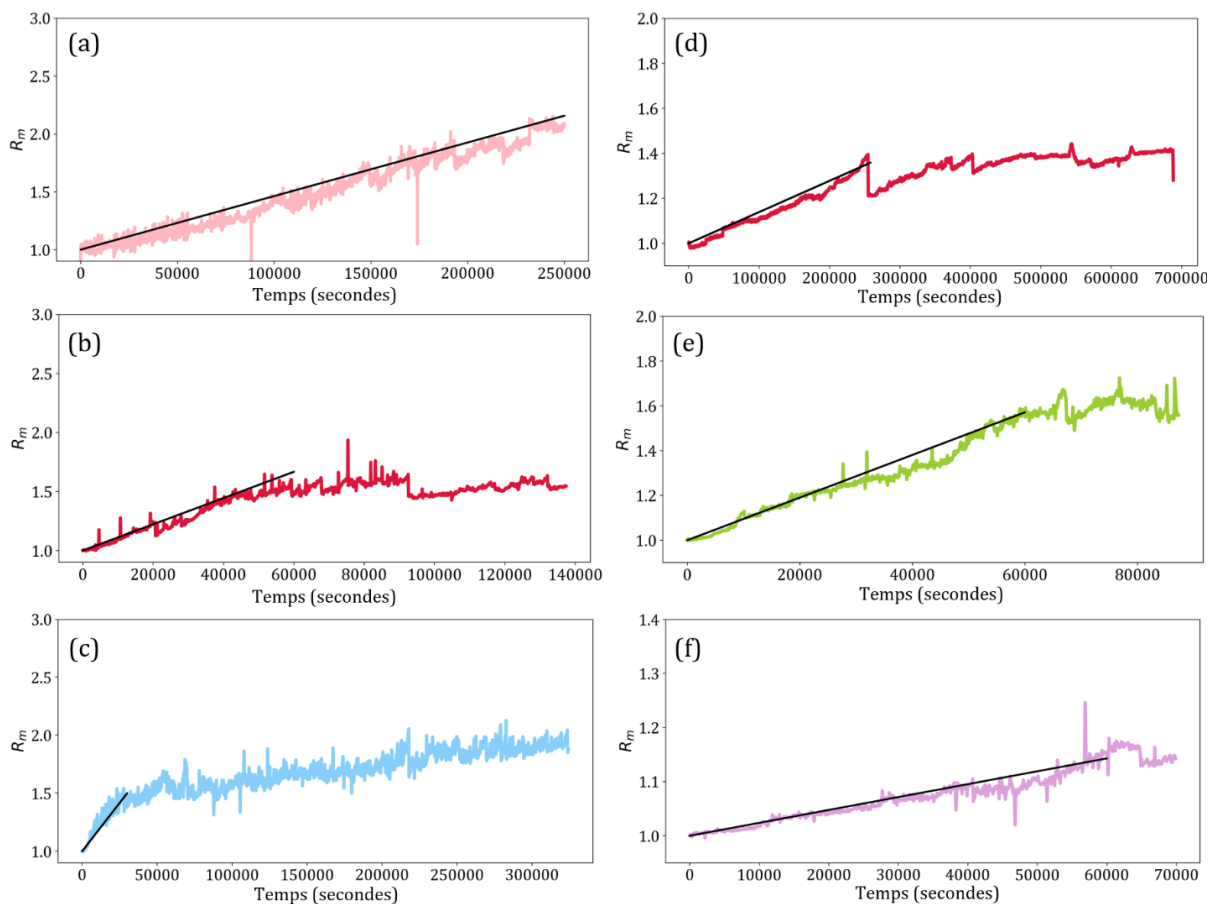 (a)
3.0
2.5
2.0
1.5
1.0
R_m
0 50000 100000 150000 200000 250000
Temps (secondes)
(d)
2.0
1.8
1.6
1.4
1.2
1.0
R_m
0 100000 200000 300000 400000 500000 600000 700000
Temps (secondes)
(b)
3.0
2.5
2.0
1.5
1.0
R_m
0 20000 40000 60000 80000 100000 120000 140000
Temps (secondes)
(e)
2.0
1.8
1.6
1.4
1.2
1.0
R_m
0 20000 40000 60000 80000
Temps (secondes)
(c)
3.0
2.5
2.0
1.5
1.0
R_m
0 50000 100000 150000 200000 250000 300000
Temps (secondes)
(f)
1.4
1.3
1.2
1.1
1.0
R_m
0 10000 20000 30000 40000 50000 60000 70000
Temps (secondes)